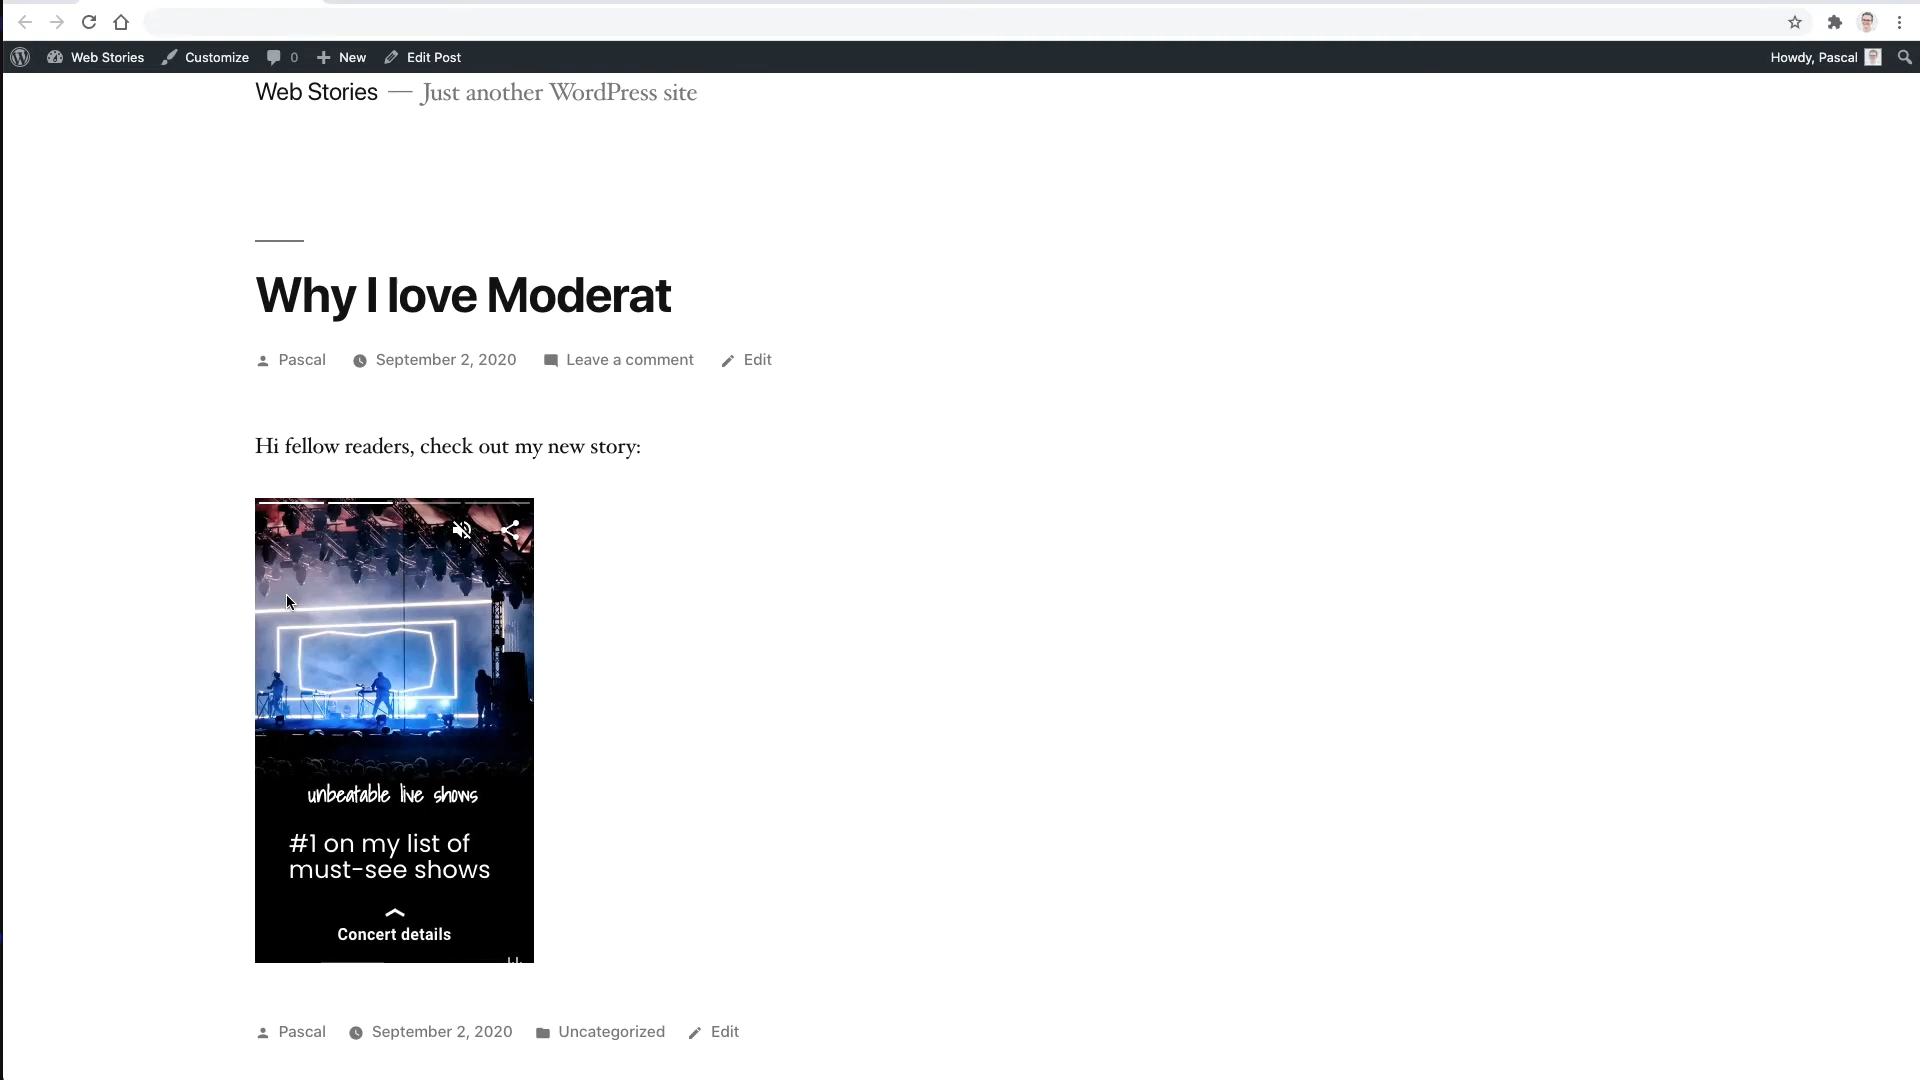 Web Stories Customize 0 New Edit Post Howdy, Pascal
Web Stories — Just another WordPress site
Why I love Moderat
Pascal September 2, 2020 Leave a comment Edit
Hi fellow readers, check out my new story:
unbeatable live shows
#1 on my list of
must-see shows
Concert details
Pascal September 2, 2020 Uncategorized Edit